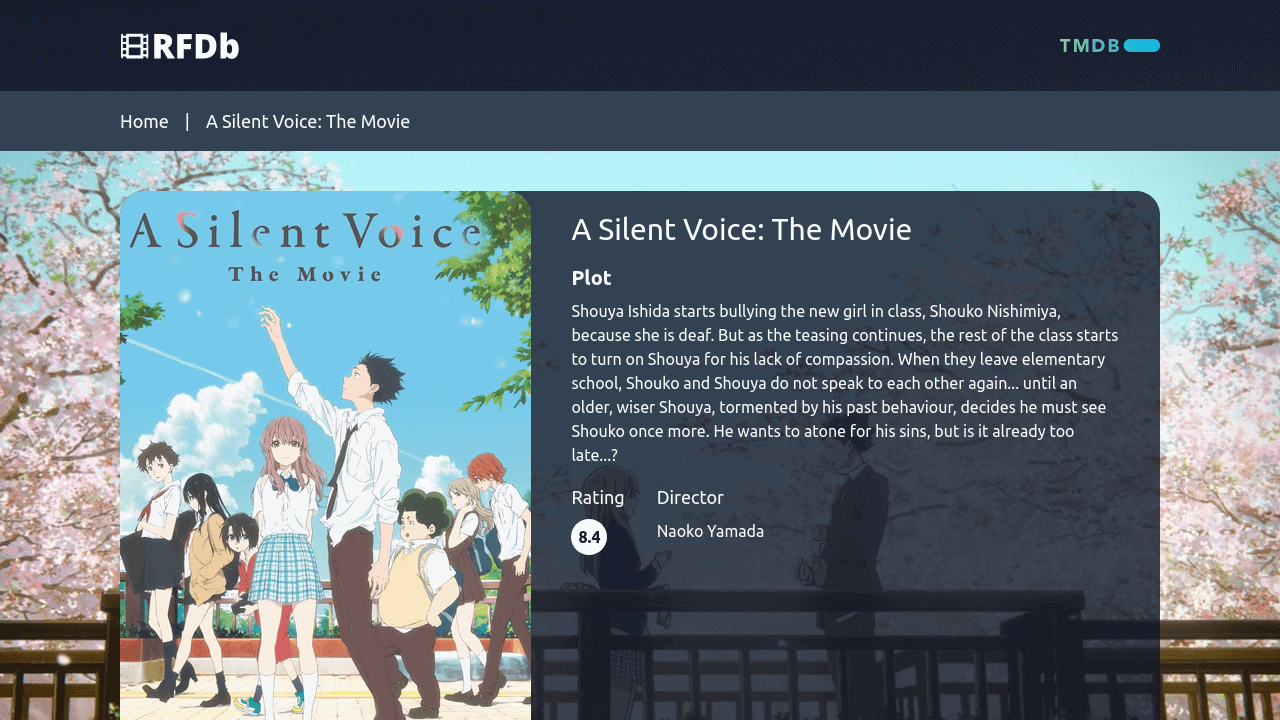 RFDb
TMDB
Home | A Silent Voice: The Movie
A Silent Voice
The Movie
A Silent Voice: The Movie
Plot
Shouya Ishida starts bullying the new girl in class, Shouko Nishimiya,
because she is deaf. But as the teasing continues, the rest of the class starts
to turn on Shouya for his lack of compassion. When they leave elementary
school, Shouko and Shouya do not speak to each other again... until an
older, wiser Shouya, tormented by his past behaviour, decides he must see
Shouko once more. He wants to atone for his sins, but is it already too
late...?
Rating Director
8.4 Naoko Yamada